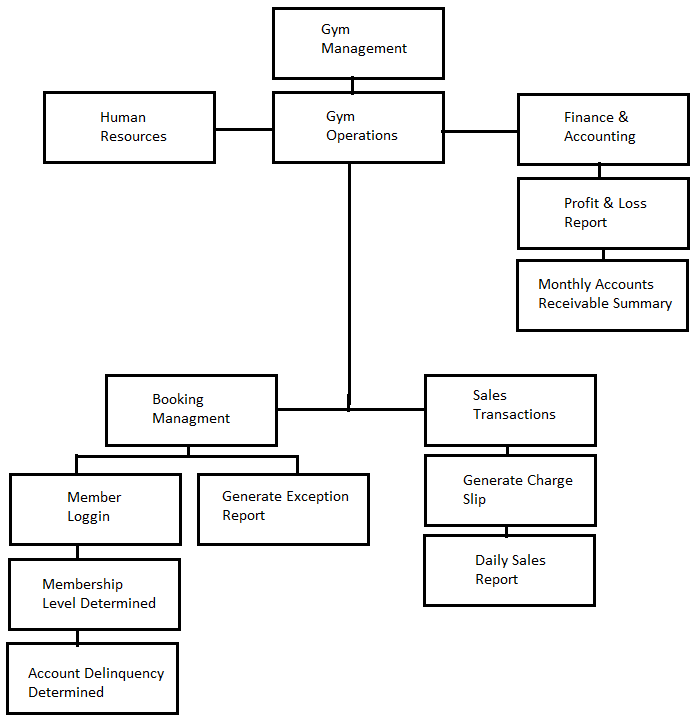 Gym
Management
Human
Resources
Gym
Operations
Finance &
Accounting
Profit & Loss
Report
Monthly Accounts
Receivable Summary
Booking
Managment
Sales
Transactions
Member
Loggin
Generate Exception
Report
Generate Charge
Slip
Daily Sales
Report
Membership
Level Determined
Account Delinquency
Determined